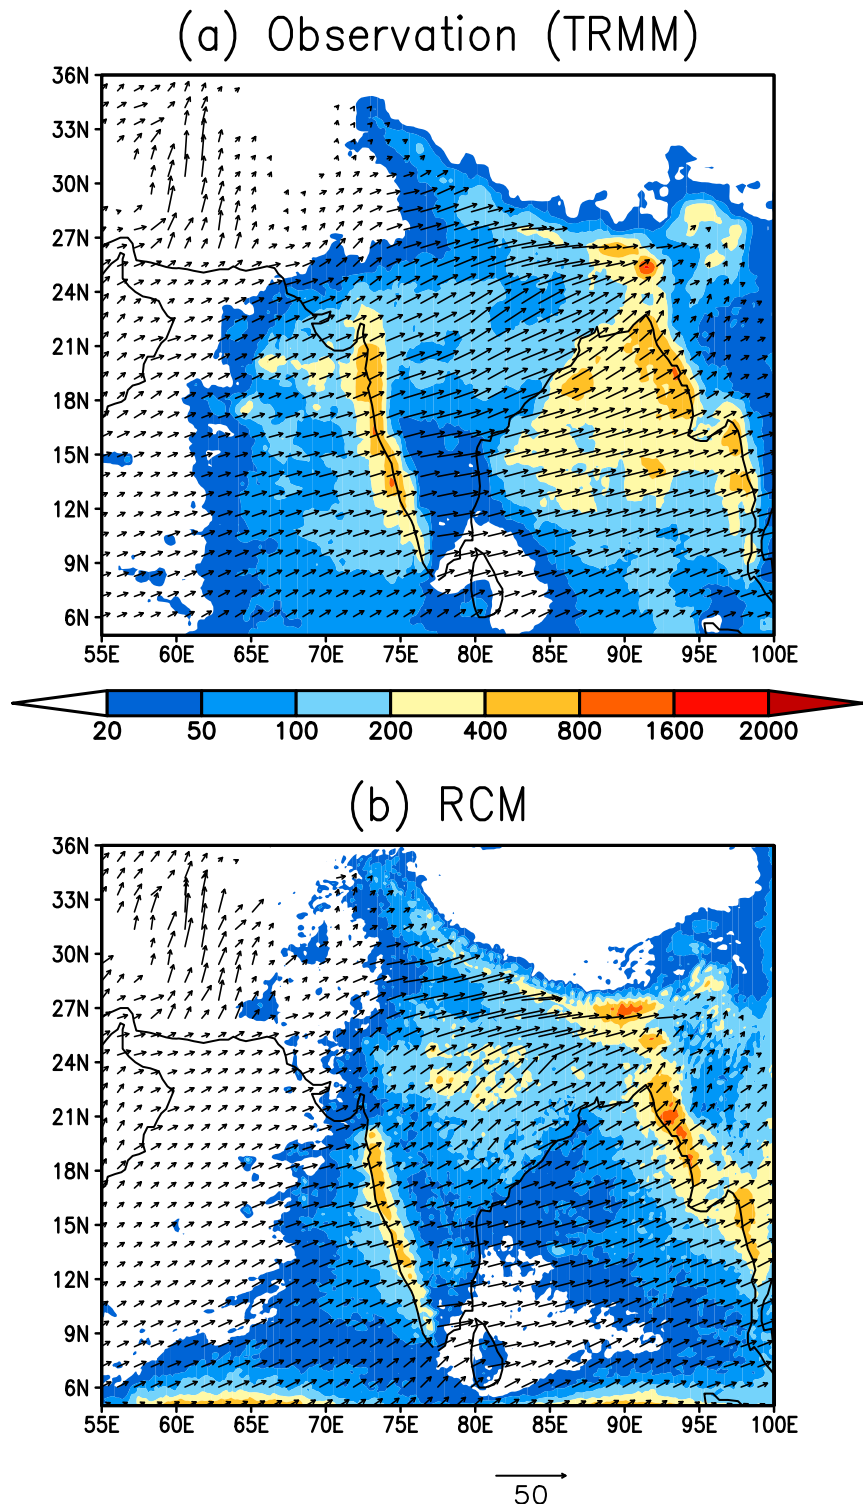 (a) Observation (TRMM)
36N
33N
30N
27N
24N
21N
18N
15N
12N
9N
6N
55E 60E 65E 70E 75E 80E 85E 90E 95E 100E
20 50 100 200 400 800 1600 2000
(b) RCM
36N
33N
30N
27N
24N
21N
18N
15N
12N
9N
6N
55E 60E 65E 70E 75E 80E 85E 90E 95E 100E
50